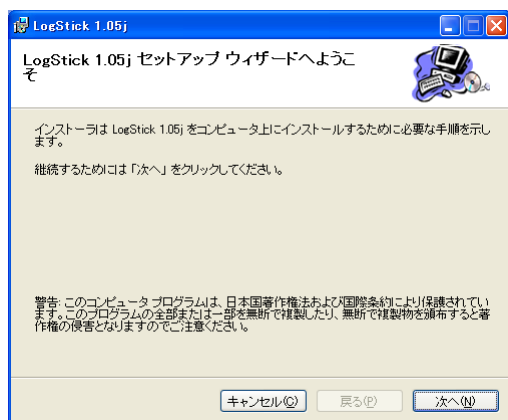 LogStick 1.05j
LogStick 1.05j セットアップ ウィザードへようこ
そ
インストーラは LogStick 1.05j をコンピュータ上にインストールするために必要な手順を示し
ます。
継続するためには「次へ」をクリックしてください。
警告: このコンピュータ プログラムは、日本国著作権法および国際条約により保護されてい
ます。このプログラムの全部または一部を無断で複製したり、無断で複製物を頒布すると著
作権の侵害となりますのでご注意ください。
キャンセル(C) 戻る(P) 次へ(N)